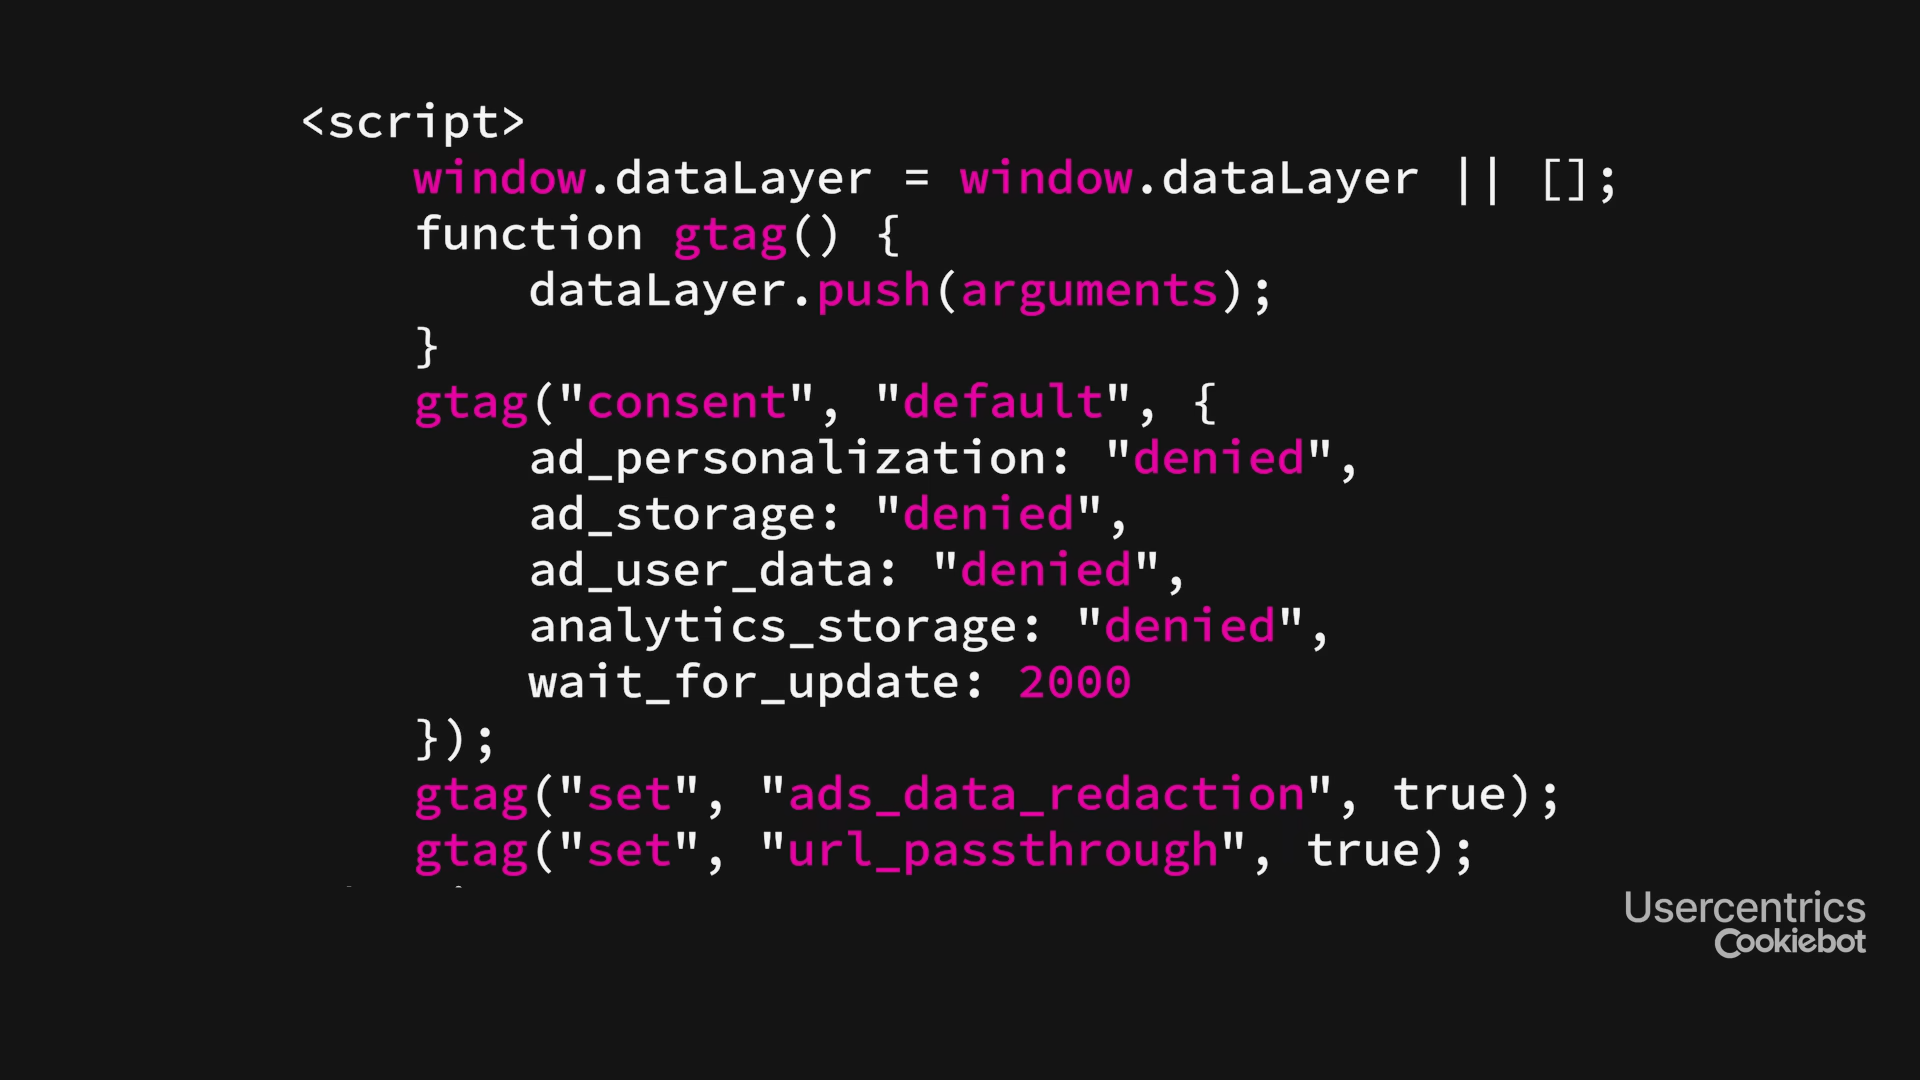 <script>
window.dataLayer = window.dataLayer || [];
function gtag() {
dataLayer.push(arguments);
}
gtag("consent", "default", {
ad_personalization: "denied",
ad_storage: "denied",
ad_user_data: "denied",
analytics_storage: "denied",
wait_for_update: 2000
});
gtag("set", "ads_data_redaction", true);
gtag("set", "url_passthrough", true);
Usercentrics
Cookiebot